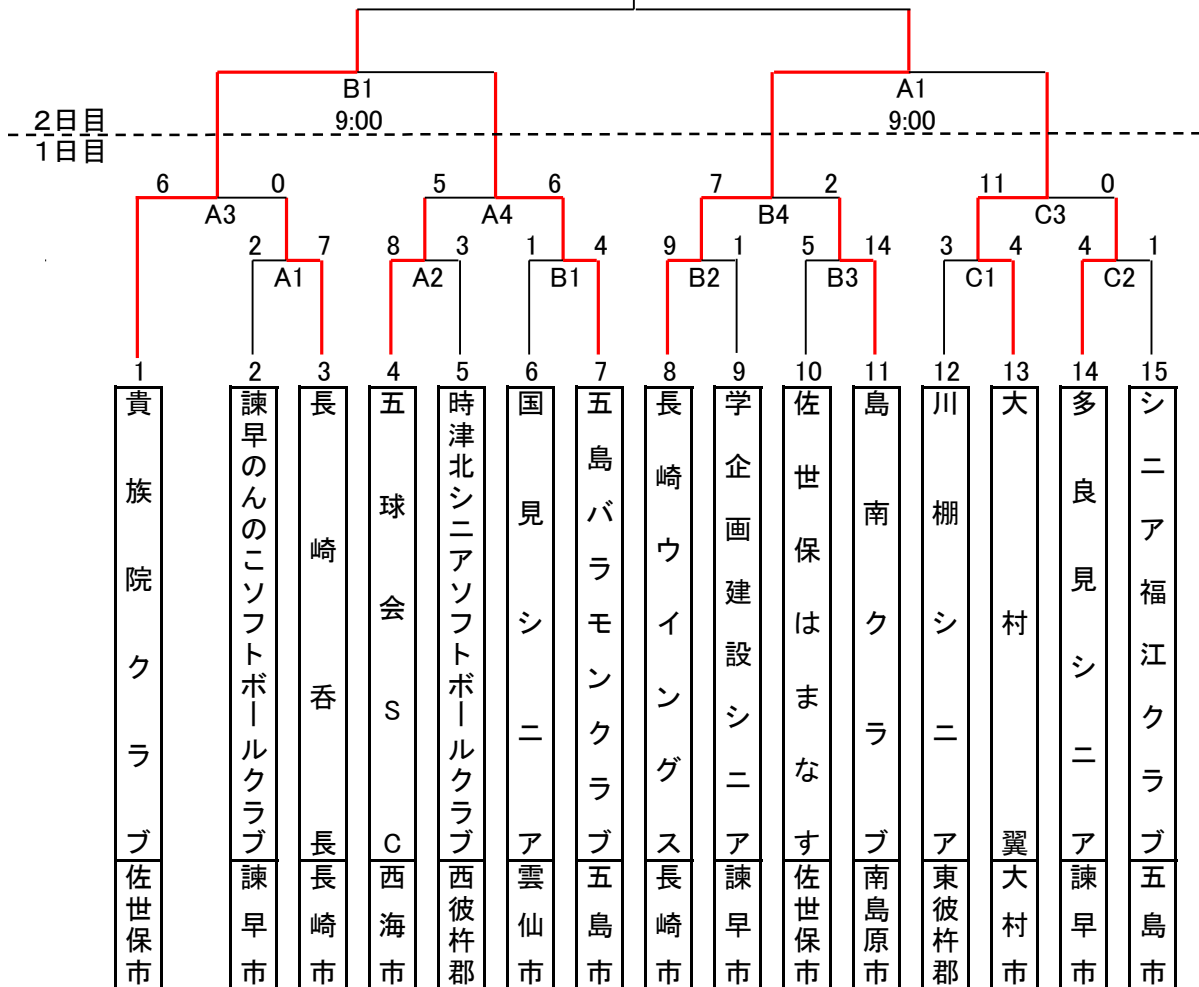 B1 A1
2日目 9:00 9:00
1日目
6 0 5 6 7 2 11 0
A3 A4 B4 C3
2 7 8 3 1 4 9 1 5 14 3 4 4 1
A1 A2 B1 B2 B3 C1 C2
1 2 3 4 5 6 7 8 9 10 11 12 13 14 15
貴族院クラブ
佐世保市
諫早のんのこソフトボールクラブ
諫早市
長崎呑長
長崎市
五球会SC
西海市
時津北シニアソフトボールクラブ
西彼杵郡
国見シニア
雲仙市
五島バラモンクラブ
五島市
長崎ウイングス
長崎市
学企画建設シニア
諫早市
佐世保はまなす
佐世保市
島南クラブ
南島原市
川棚シニア
東彼杵郡
大村翼
大村市
多良見シニア
諫早市
シニア福江クラブ
五島市